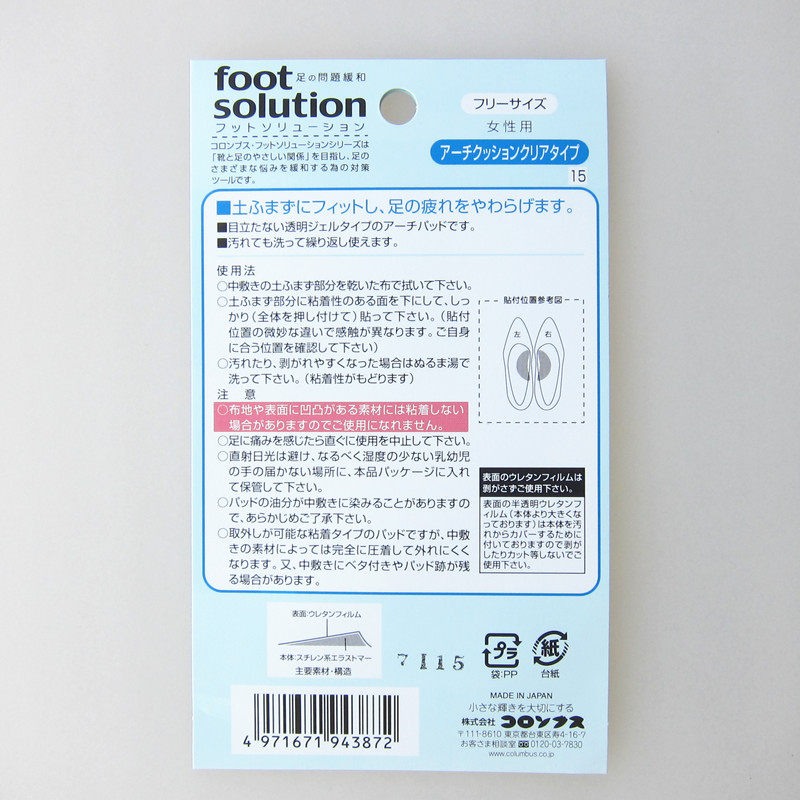 foot 足の問題緩和
solution
フットソリューション
コロンブス・フットソリューションシリーズは
「靴と足のやさしい関係」を目指し、足の
さまざまな悩みを緩和する為の対策
ツールです。
フリーサイズ
女性用
アーチクッションクリアタイプ
15
■土ふまずにフィットし、足の疲れをやわらげます。
■目立たない透明ジェルタイプのアーチパッドです。
■汚れても洗って繰り返し使えます。
使用法
○中敷きの土ふまず部分を乾いた布で拭いて下さい。
○土ふまず部分に粘着性のある面を下にして、しっ
かり(全体を押し付けて)貼って下さい。(貼付
位置の微妙な違いで感触が異なります。ご自身
に合う位置を確認して下さい)
○汚れたり、剥がれやすくなった場合はぬるま湯で
洗って下さい。(粘着性がもどります)
注 意
○布地や表面に凹凸がある素材には粘着しない
場合がありますのでご使用になれません。
○足に痛みを感じたら直ぐに使用を中止して下さい。
○直射日光は避け、なるべく湿度の少ない乳幼児
の手の届かない場所に、本品パッケージに入れ
て保管して下さい。
○パッドの油分が中敷きに染みることがありますの
で、あらかじめご了承下さい。
○取外しが可能な粘着タイプのパッドですが、中敷
きの素材によっては完全に圧着して外れにくく
なります。又、中敷きにベタ付きやパッド跡が残
る場合があります。
貼付位置参考図
左 右
表面のウレタンフィルムは
剥がさずご使用下さい。
表面の半透明ウレタンフ
ィルム(本体より大きくな
っております)は本体を汚
れからカバーするために
付いておりますので剥が
したりカット等しないでご
使用下さい。
表面:ウレタンフィルム
本体:スチレン系エラストマー
主要素材・構造
7115
プラ
袋:PP
紙
台紙
MADE IN JAPAN
小さな輝きを大切にする
株式会社 コロンブス
〒111-8610 東京都台東区寿4-16-7
お客さま相談室 0120-03-7830
www.columbus.co.jp
4 971671 943872